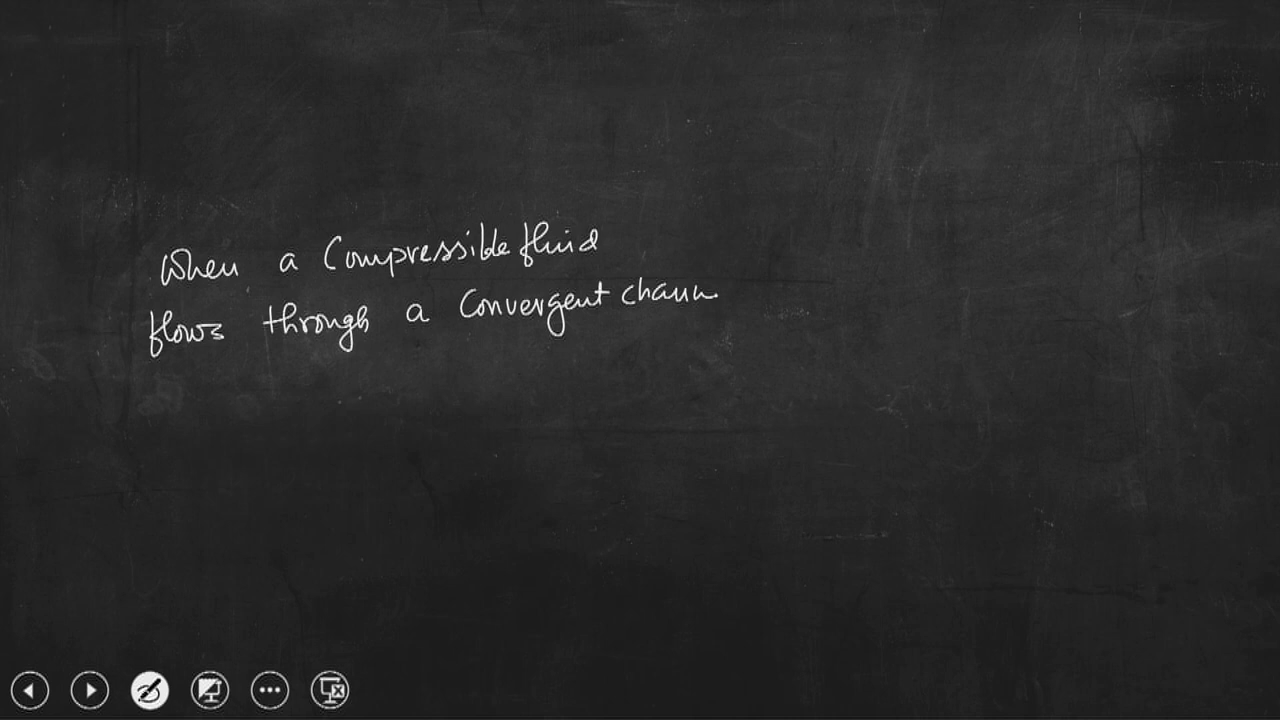 When a Compressible fluid
flows through a Convergent chann